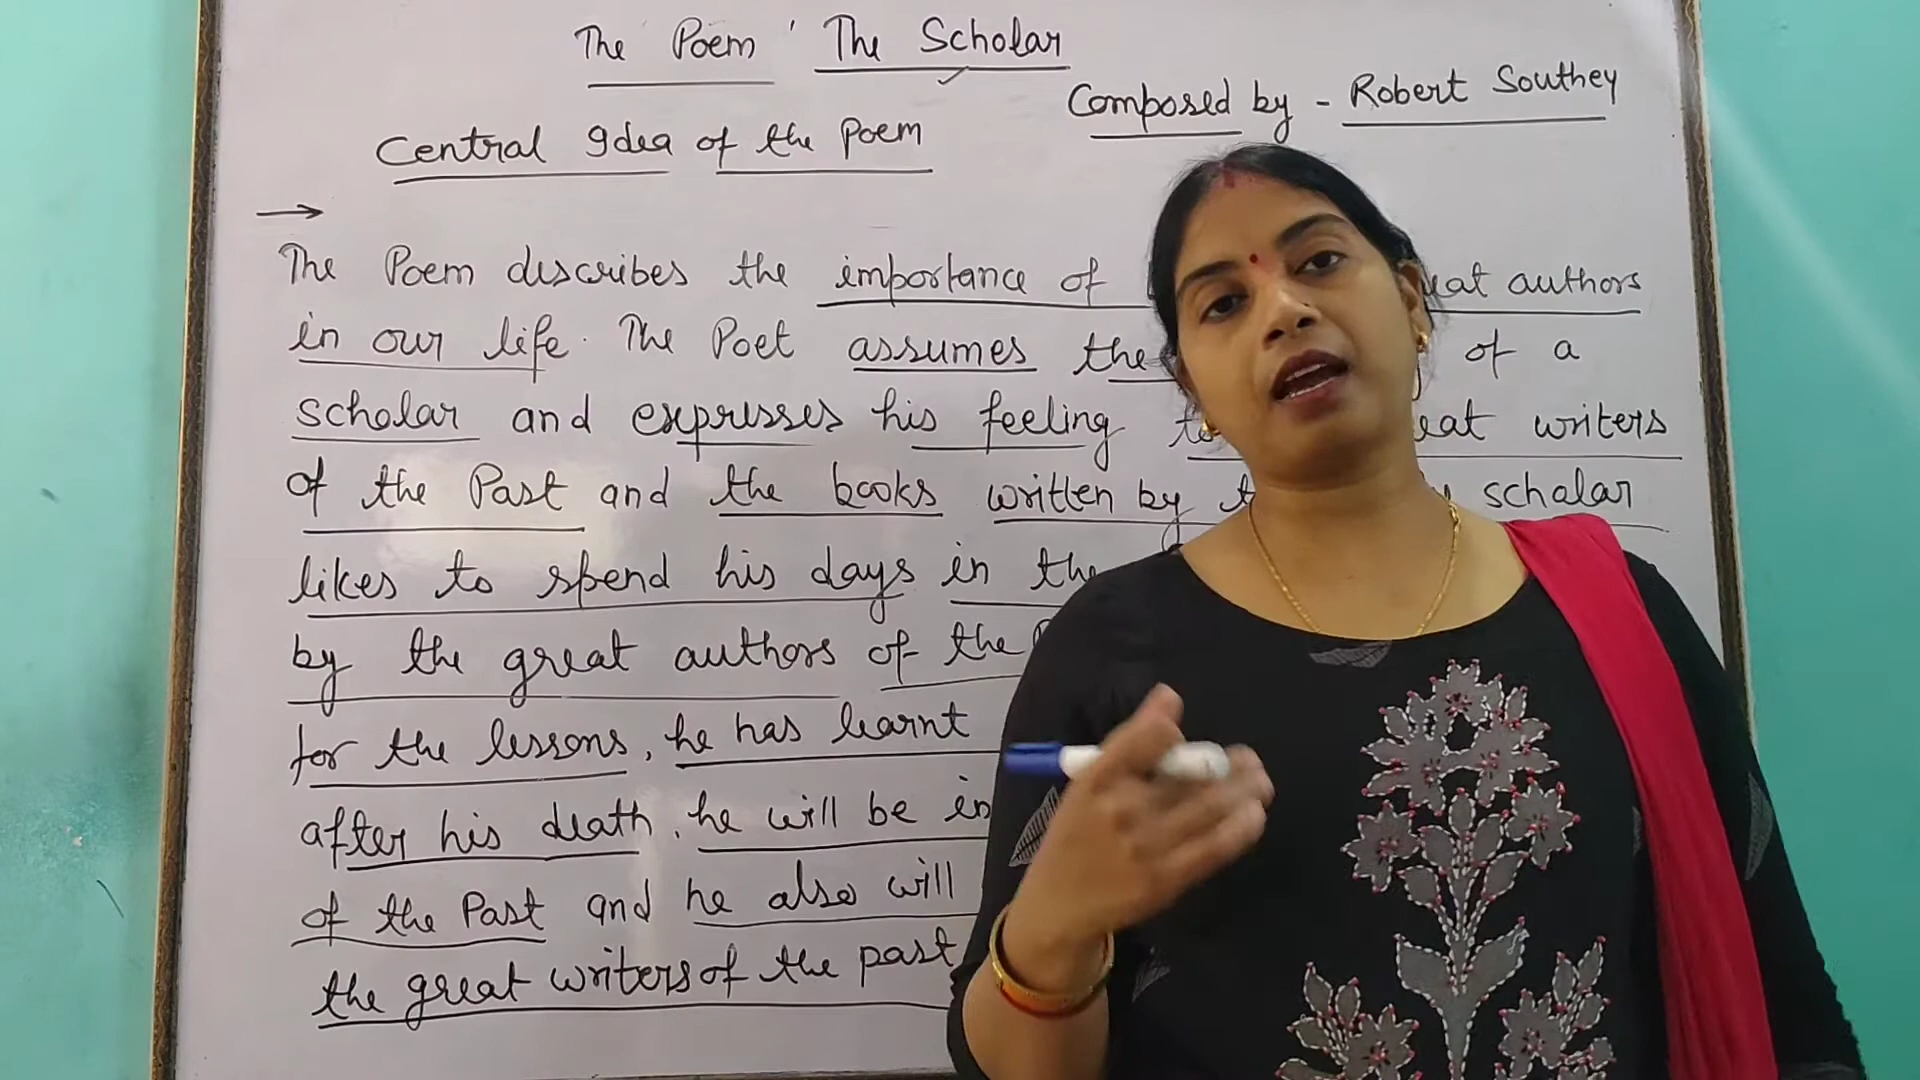 The Poem ' The Scholar
Composed by - Robert Southey
Central Idea of the Poem
→
The Poem describes the importance of authors
in our life. The Poet assumes the of a
scholar and expresses his feeling writers
of the Past and the books written by schalar
likes to spend his days in the
by the great authors of the
for the lessons, he has learnt
after his death, he will be
of the Past and he also will
the great writers of the past